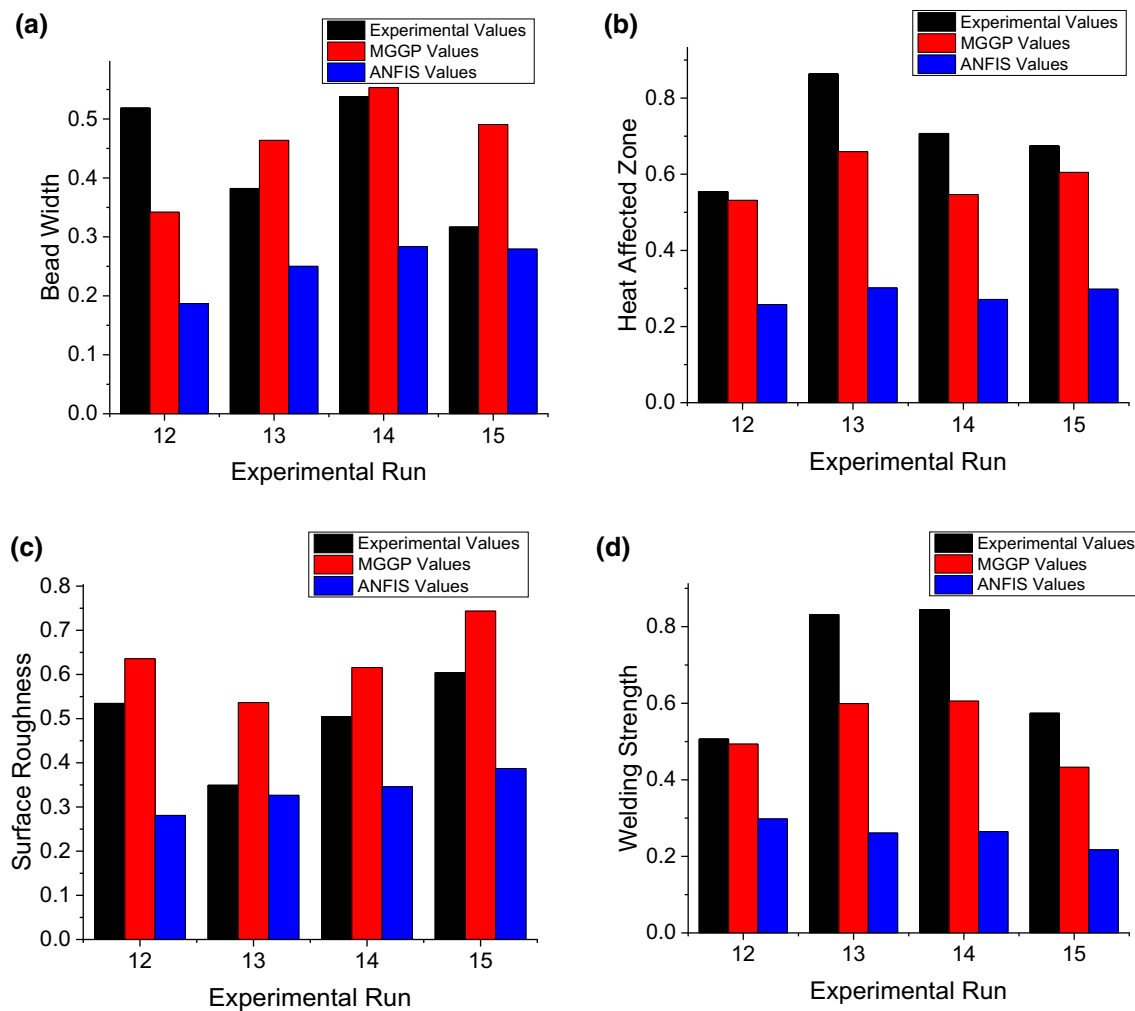 (a)
Experimental Values
MGGP Values
ANFIS Values
0.5
0.4
0.3
0.2
0.1
0.0
Bead Width
12 13 14 15
Experimental Run
(b)
Experimental Values
MGGP Values
ANFIS Values
0.8
0.6
0.4
0.2
0.0
Heat Affected Zone
12 13 14 15
Experimental Run
(c)
Experimental Values
MGGP Values
ANFIS Values
0.8
0.7
0.6
0.5
0.4
0.3
0.2
0.1
0.0
Surface Roughness
12 13 14 15
Experimental Run
(d)
Experimental Values
MGGP Values
ANFIS Values
0.8
0.6
0.4
0.2
0.0
Welding Strength
12 13 14 15
Experimental Run